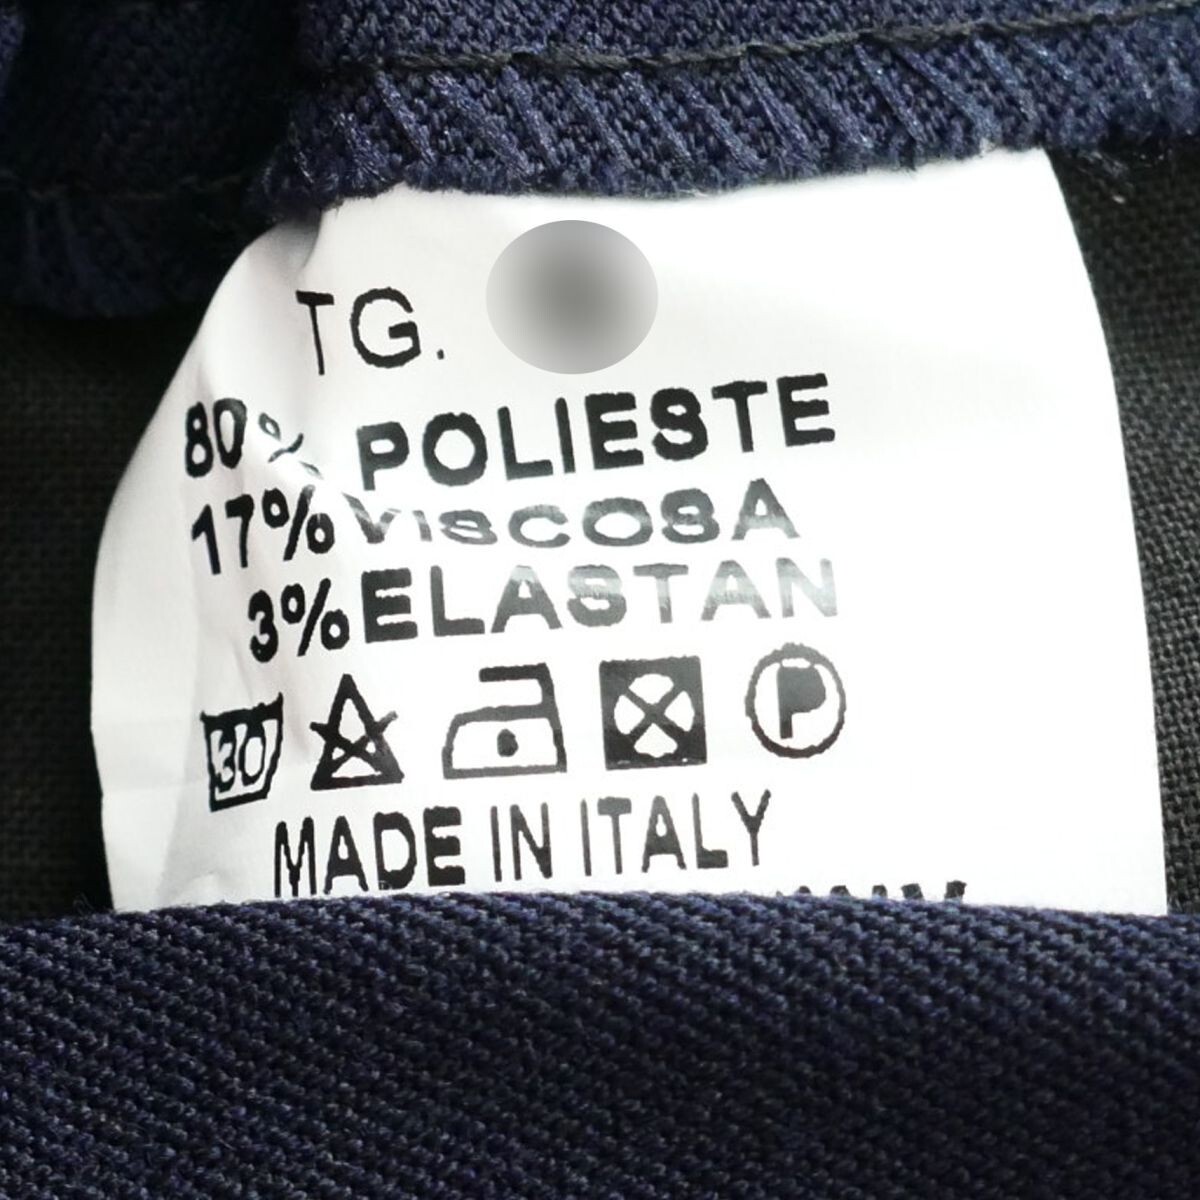 TG.
80% POLIESTE
17% VISCOSA
3% ELASTAN
30 P
MADE IN ITALY